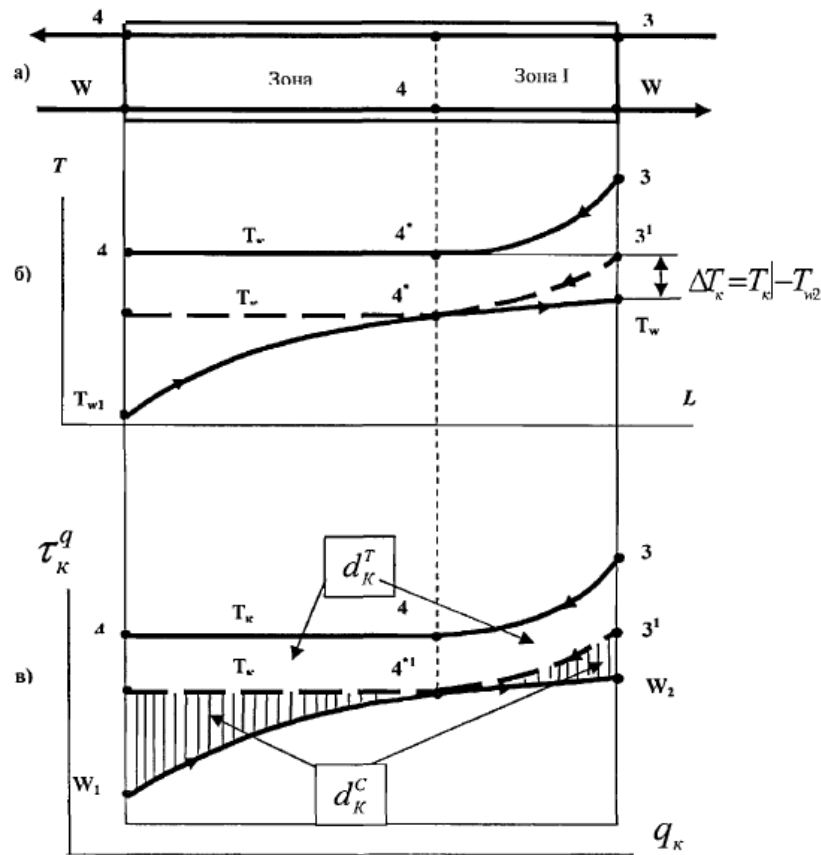 4 3
а)
Зона Зона I
W 4 W
T
3
4 Tк 4* 3¹
Tк 4* ΔTк=Tк|−Tw2
Tw
Tw1
L
τкq
dКT
3
4 Tк 4
3¹
Tк 4*¹
в)
W2
W1
dКC
qк
б)